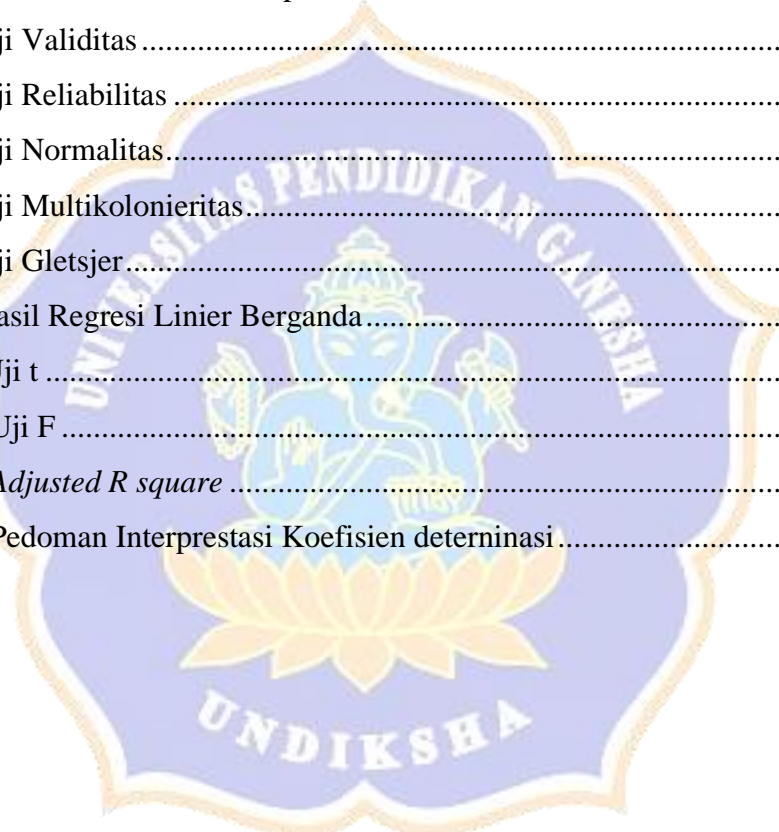 ji Validitas ................................................................
ji Reliabilitas ................................................................
ji Normalitas................................................................
ji Multikolonieritas................................................................
ji Gletsjer................................................................
asil Regresi Linier Berganda................................................................
ji t ................................................................
Uji F ................................................................
Adjusted R square ................................................................
Pedoman Interprestasi Koefisien deterninasi................................
UNIVERSITAS PENDIDIKAN GANESHA
UNDIKSHA